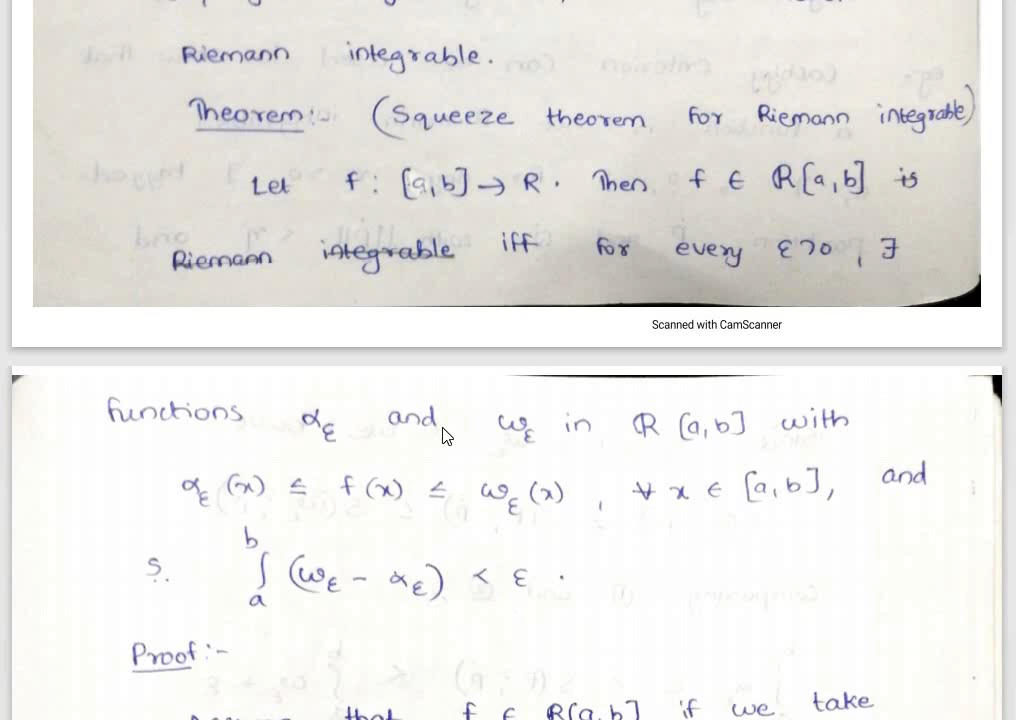 Riemann integrable.
Theorem:- (Squeeze theorem for Riemann integrable)
Let f : [a,b] → R. Then f ∈ R[a,b] is
Riemann integrable iff for every ε>0, ∃
Scanned with CamScanner
functions α_ε and ω_ε in R[a,b] with
α_ε(x) ≤ f(x) ≤ ω_ε(x), ∀ x ∈ [a,b], and
S. ∫_a^b (ω_ε - α_ε) < ε.
Proof:-
that f ∈ R[a,b] if we take